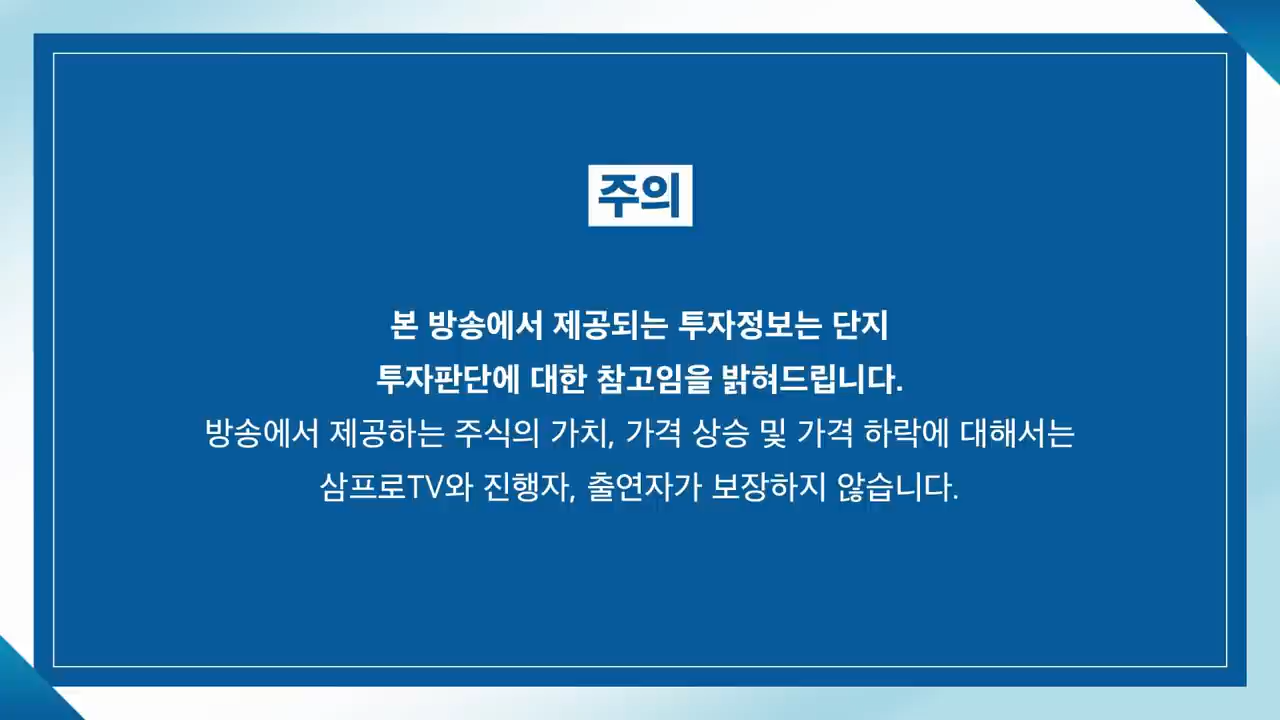 주의
본 방송에서 제공되는 투자정보는 단지
투자판단에 대한 참고임을 밝혀드립니다.
방송에서 제공하는 주식의 가치, 가격 상승 및 가격 하락에 대해서는
삼프로TV와 진행자, 출연자가 보장하지 않습니다.